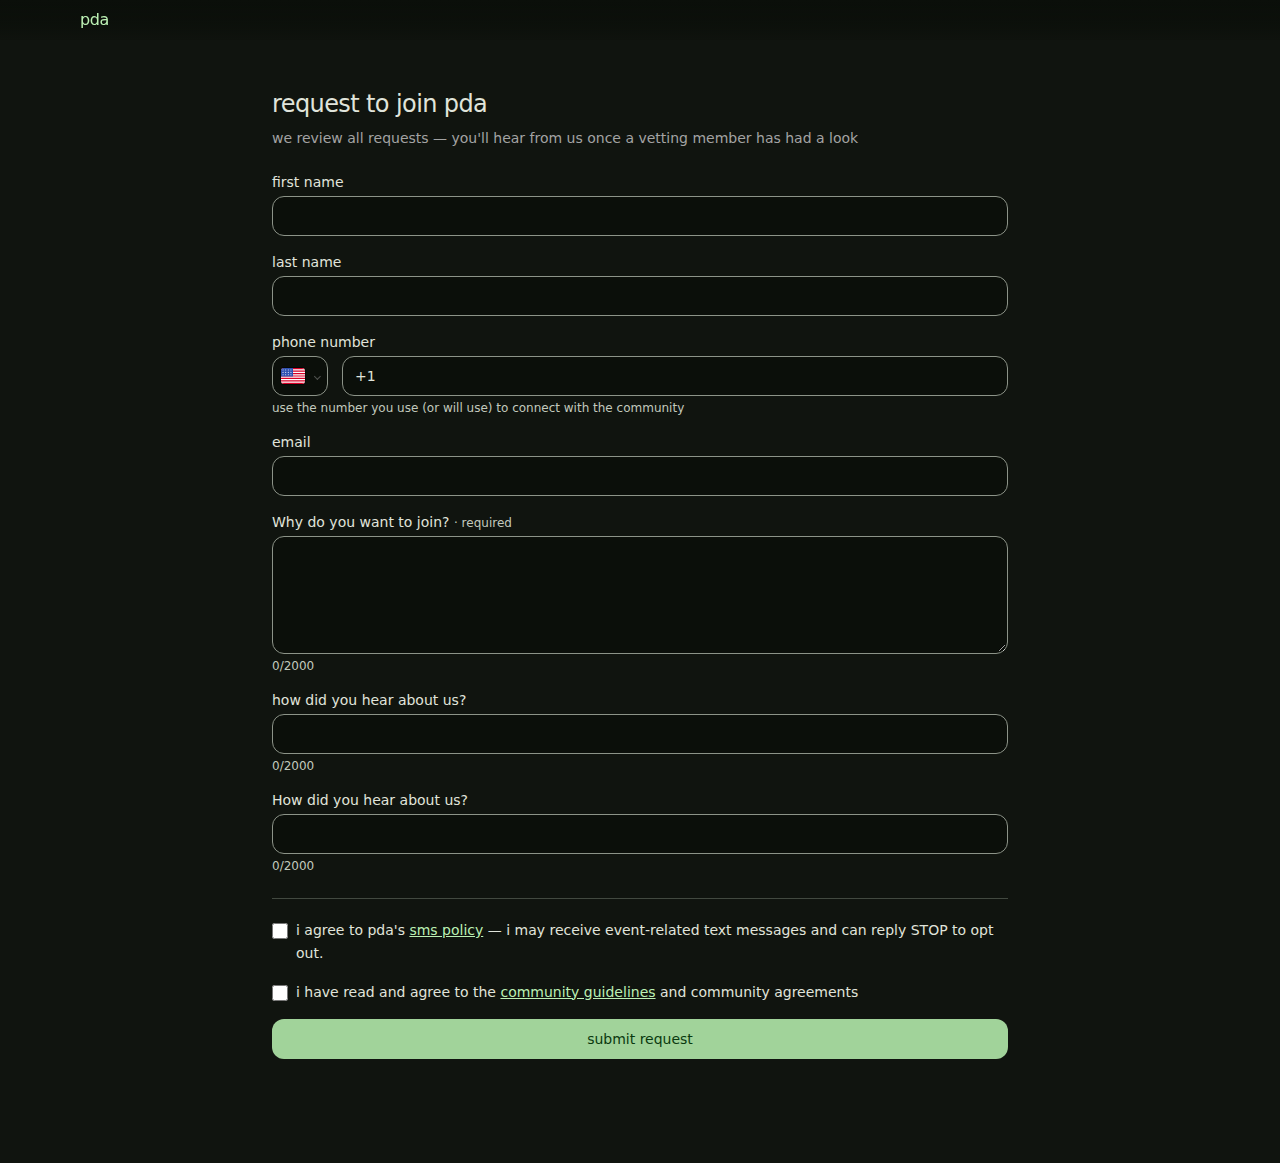 pda
request to join pda
we review all requests — you'll hear from us once a vetting member has had a look
first name
last name
phone number
+1
use the number you use (or will use) to connect with the community
email
Why do you want to join? · required
0/2000
how did you hear about us?
0/2000
How did you hear about us?
0/2000
i agree to pda's sms policy — i may receive event-related text messages and can reply STOP to opt
out.
i have read and agree to the community guidelines and community agreements
submit request